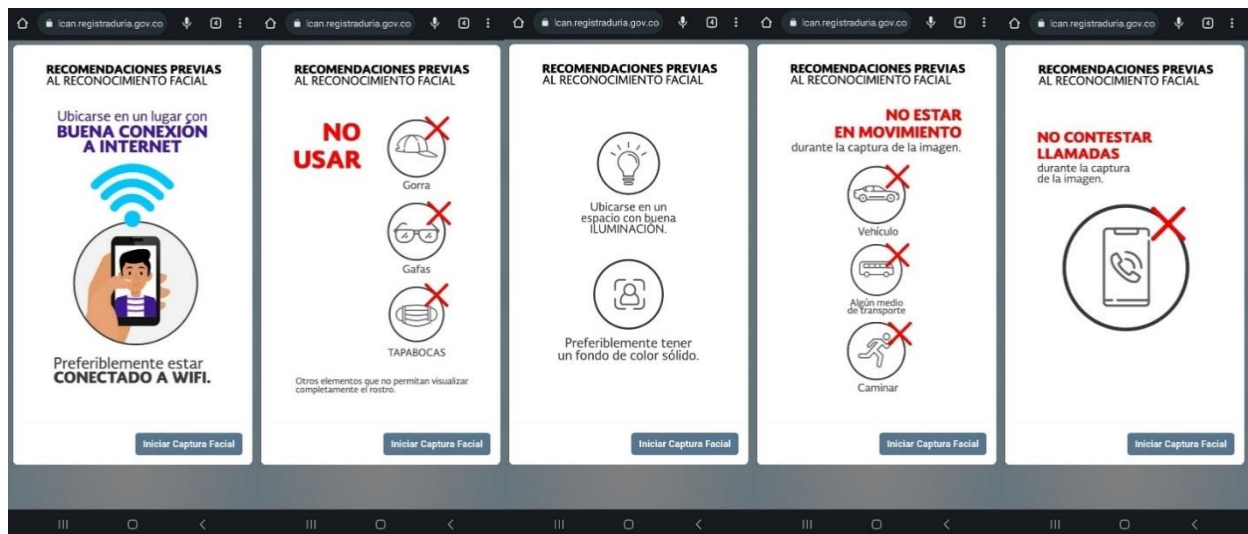 lcan.registraduria.gov.co
4
RECOMENDACIONES PREVIAS
AL RECONOCIMIENTO FACIAL
Ubicarse en un lugar con
BUENA CONEXIÓN
A INTERNET
Preferiblemente estar
CONECTADO A WIFI.
Iniciar Captura Facial
lcan.registraduria.gov.co
4
RECOMENDACIONES PREVIAS
AL RECONOCIMIENTO FACIAL
NO
USAR
Gorra
Gafas
TAPABOCAS
Otros elementos que no permitan visualizar
completamente el rostro.
Iniciar Captura Facial
lcan.registraduria.gov.co
4
RECOMENDACIONES PREVIAS
AL RECONOCIMIENTO FACIAL
Ubicarse en un
espacio con buena
ILUMINACIÓN.
Preferiblemente tener
un fondo de color sólido.
Iniciar Captura Facial
lcan.registraduria.gov.co
4
RECOMENDACIONES PREVIAS
AL RECONOCIMIENTO FACIAL
NO ESTAR
EN MOVIMIENTO
durante la captura de la imagen.
Vehículo
Algún medio
de transporte
Caminar
Iniciar Captura Facial
lcan.registraduria.gov.co
4
RECOMENDACIONES PREVIAS
AL RECONOCIMIENTO FACIAL
NO CONTESTAR
LLAMADAS
durante la captura
de la imagen.
Iniciar Captura Facial